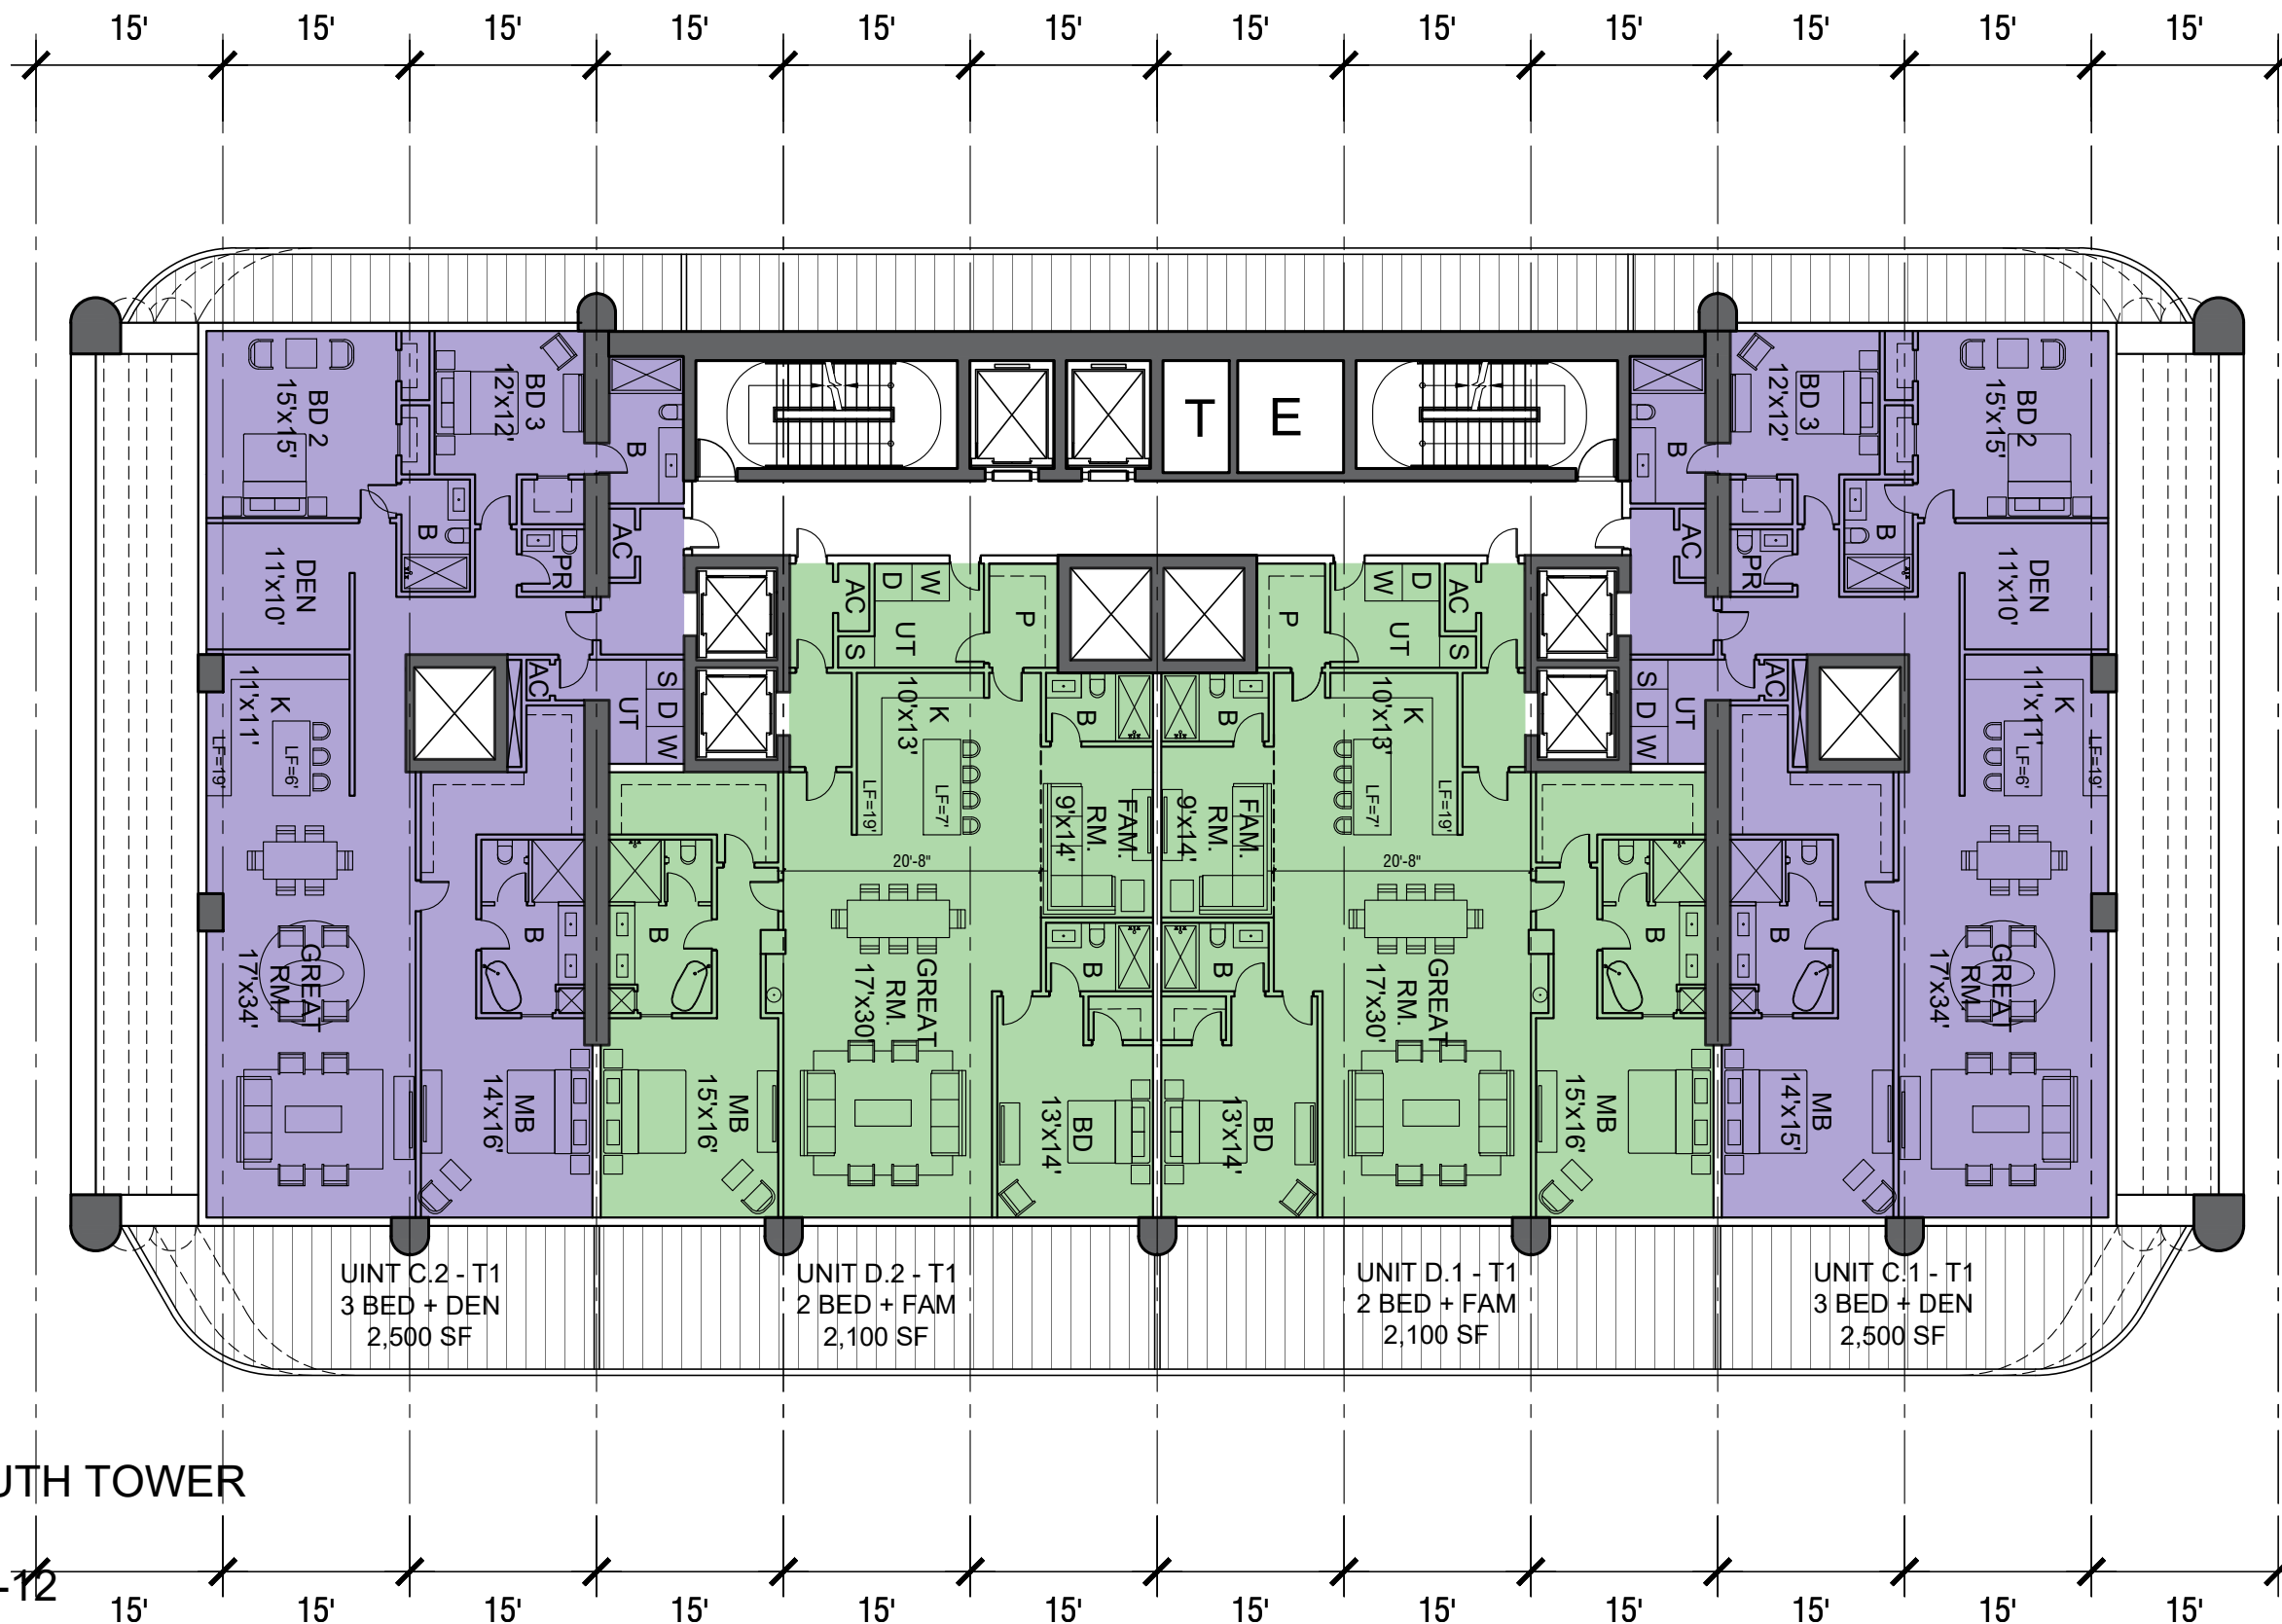 15' 15' 15' 15' 15' 15' 15' 15' 15' 15' 15' 15'
BD 2
15'x15'
BD 3
12'x12'
B
T
E
B
BD 3
12'x12'
BD 2
15'x15'
DEN
11'x10'
B
PR
AC
AC
D
W
S
UT
P
P
W
D
UT
AC
S
AC
PR
B
DEN
11'x10'
K
11'x11'
LF=19'
LF=6'
AC
UT
S
D
W
K
10'x13'
LF=19'
LF=7'
B
B
K
10'x13'
LF=7'
LF=19'
S
D
W
UT
AC
K
11'x11'
LF=6'
LF=19'
FAM.
RM.
9'x14'
FAM.
RM.
9'x14'
20'-8"
20'-8"
GREAT
RM.
17'x34'
B
B
GREAT
RM.
17'x30'
B
B
GREAT
RM.
17'x30'
B
B
GREAT
RM.
17'x34'
MB
14'x16'
MB
15'x16'
BD
13'x14'
BD
13'x14'
MB
15'x16'
MB
14'x15'
UINT C.2 - T1
3 BED + DEN
2,500 SF
UNIT D.2 - T1
2 BED + FAM
2,100 SF
UNIT D.1 - T1
2 BED + FAM
2,100 SF
UNIT C.1 - T1
3 BED + DEN
2,500 SF
UTH TOWER
-12
15' 15' 15' 15' 15' 15' 15' 15' 15' 15' 15' 15'